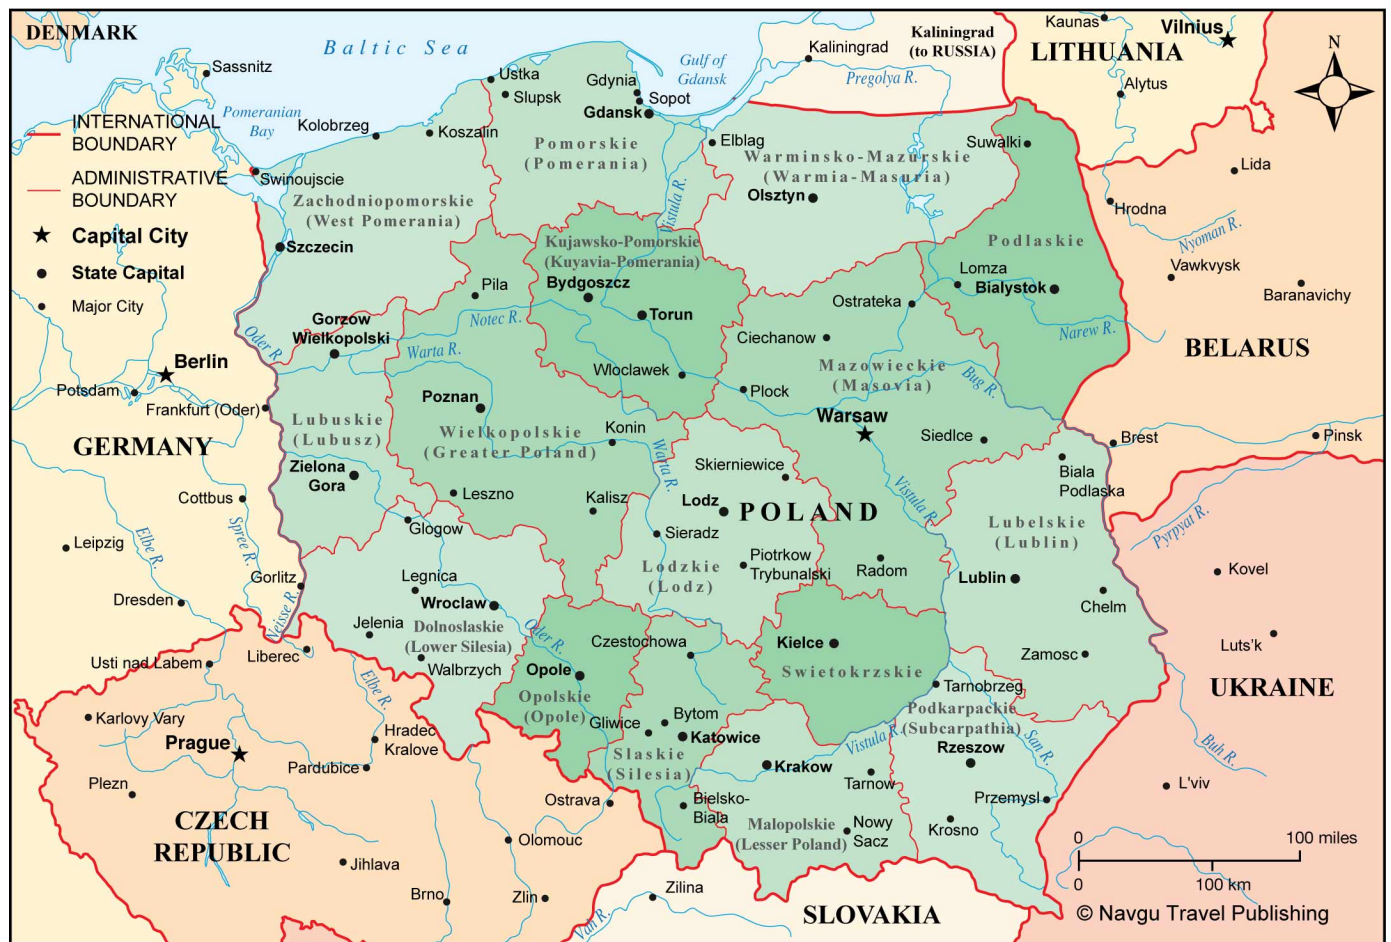 DENMARK
Baltic Sea
Kaliningrad
(to RUSSIA)
Kaunas
Vilnius
LITHUANIA
N
Sassnitz
Ustka
Slupsk
Gdynia
Sopot
Gdansk
Gulf of
Gdansk
Kaliningrad
Pregolya R.
Alytus
Pomeranian
Bay
Kolobrzeg
Koszalin
Elblag
Suwalki
Lida
INTERNATIONAL
BOUNDARY
ADMINISTRATIVE
BOUNDARY
Capital City
State Capital
Major City
Swinoujscie
Pomorskie
(Pomerania)
Warminsko-Mazurskie
(Warmia-Masuria)
Olsztyn
Zachodniopomorskie
(West Pomerania)
Vistula R.
Hrodna
Nyoman R.
Szczecin
Kujawsko-Pomorskie
(Kuyavia-Pomerania)
Bydgoszcz
Torun
Podlaskie
Lomza
Bialystok
Vawkvysk
Baranavichy
Pila
Ostrateka
Gorzow
Wielkopolski
Notec R.
Narew R.
Oder R.
Warta R.
Ciechanow
BELARUS
Berlin
Wloclawek
Mazowieckie
(Masovia)
Bug R.
Potsdam
Frankfurt (Oder)
Poznan
Plock
Warsaw
GERMANY
Lubuskie
(Lubusz)
Wielkopolskie
(Greater Poland)
Konin
Siedlce
Brest
Pinsk
Zielona
Gora
Warta R.
Skierniewice
Biala
Podlaska
Cottbus
Leszno
Kalisz
Lodz
POLAND
Vistula R.
Elbe R.
Spree R.
Glogow
Sieradz
Lubelskie
(Lublin)
Pyrpyat R.
Leipzig
Lodzkie
(Lodz)
Piotrkow
Trybunalski
Radom
Lublin
Kovel
Gorlitz
Legnica
Wroclaw
Chelm
Dresden
Neisse R.
Jelenia
Dolnoslaskie
(Lower Silesia)
Oder R.
Czestochowa
Kielce
Luts'k
Liberec
Walbrzych
Usti nad Labem
Opole
Swietokrzskie
Zamosc
UKRAINE
Elbe R.
Opolskie
(Opole)
Tarnobrzeg
Karlovy Vary
Gliwice
Bytom
Podkarpackie
(Subcarpathia)
Prague
Hradec
Kralove
Katowice
Vistula R.
Rzeszow
San R.
Buh R.
Slaskie
(Silesia)
Krakow
Pardubice
Tarnow
Plezn
Przemysl
L'viv
Ostrava
Bielsko-
Biala
Malopolskie
(Lesser Poland)
Nowy
Sacz
Krosno
CZECH
REPUBLIC
Olomouc
0
100 miles
Jihlava
0
100 km
Brno
Zlin
Zilina
Vah R.
SLOVAKIA
© Navgu Travel Publishing